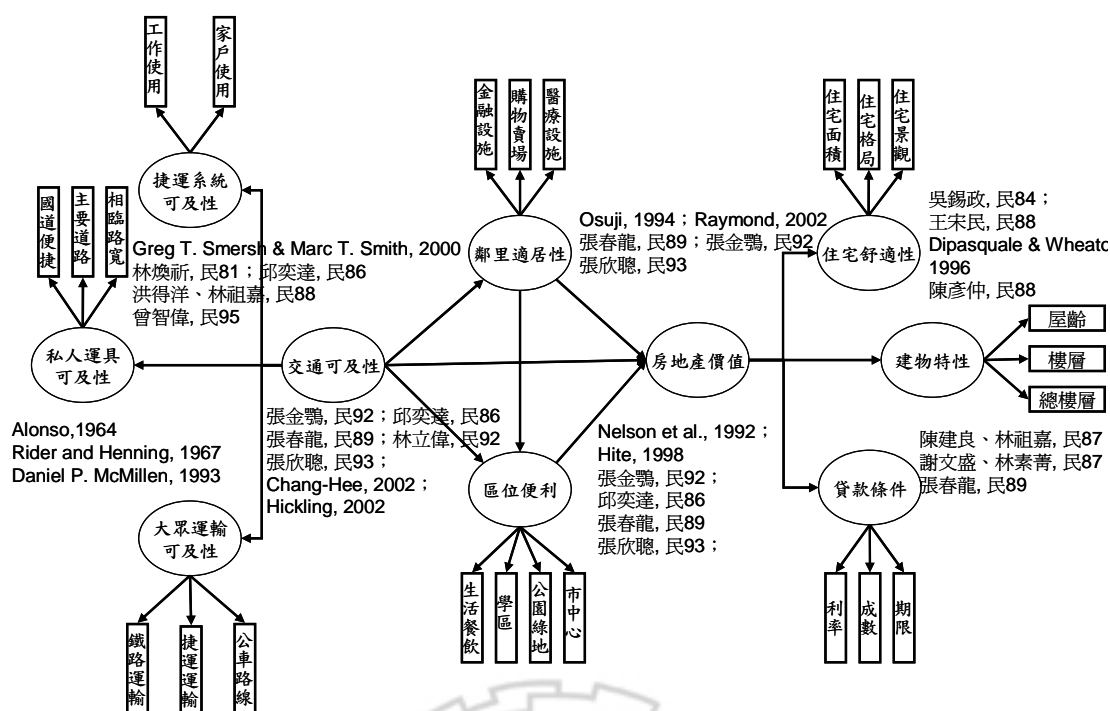 工作使用
家戶使用
捷運系統
可及性
國道便捷
主要道路
相臨路寬
私人運具
可及性
Alonso,1964
Rider and Henning, 1967
Daniel P. McMillen, 1993
Greg T. Smersh & Marc T. Smith, 2000
林煥祈, 民81；邱奕達, 民86
洪得洋、林祖嘉, 民88
曾智偉, 民95
交通可及性
張金鶚, 民92；邱奕達, 民86
張春龍, 民89；林立偉, 民92
張欣聰, 民93；
Chang-Hee, 2002；
Hickling, 2002
大眾運輸
可及性
鐵路運輸
捷運運輸
公車路線
金融設施
購物賣場
醫療設施
鄰里適居性
Osuji, 1994；Raymond, 2002
張春龍, 民89；張金鶚, 民92
張欣聰, 民93
區位便利
Nelson et al., 1992；
Hite, 1998
張金鶚, 民92；
邱奕達, 民86
張春龍, 民89
張欣聰, 民93；
生活餐飲
學區
公園綠地
市中心
房地產價值
住宅面積
住宅格局
住宅景觀
住宅舒適性
吳錫政, 民84；
王宋民, 民88
Dipasquale & Wheato
1996
陳彥仲, 民88
建物特性
屋齡
樓層
總樓層
陳建良、林祖嘉, 民87
謝文盛、林素菁, 民87
張春龍, 民89
貸款條件
利率
成數
期限